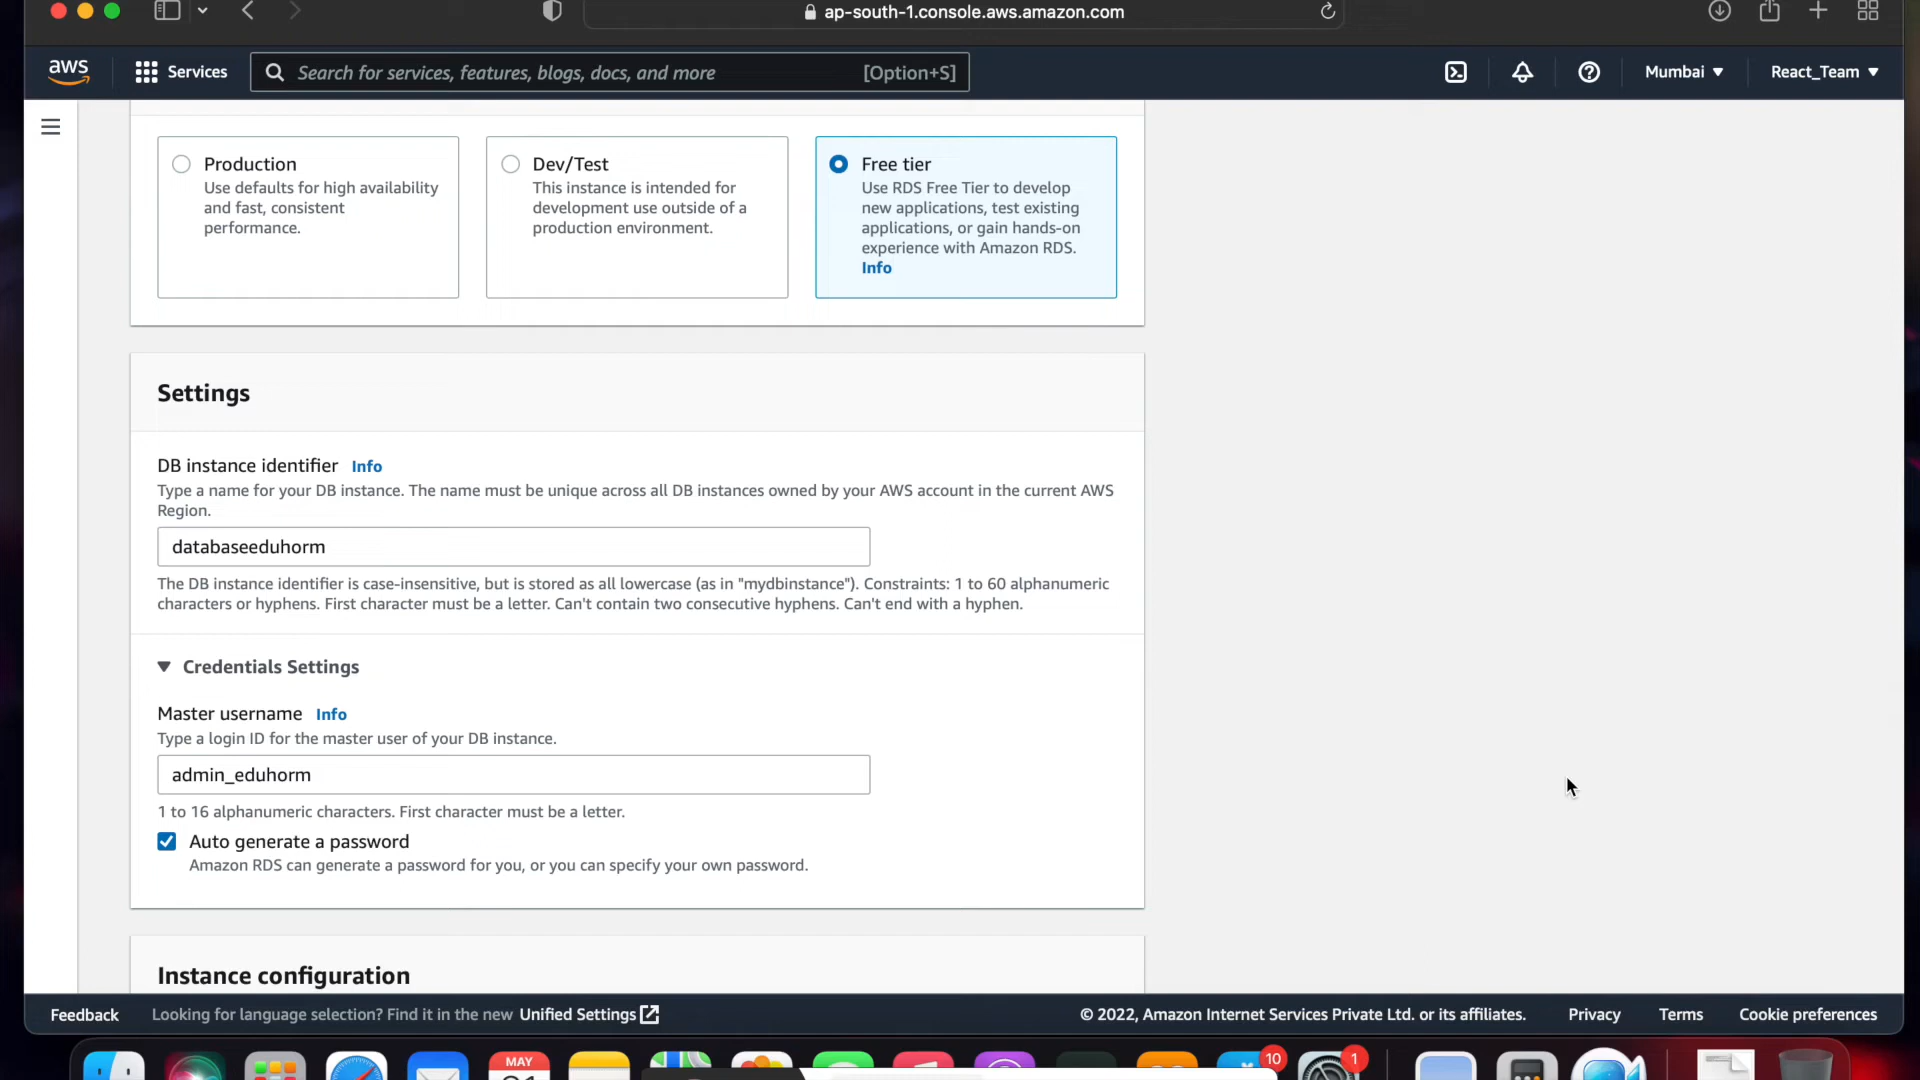 ap-south-1.console.aws.amazon.com
aws
Services
Search for services, features, blogs, docs, and more
[Option+S]
Mumbai ▼
React_Team ▼
Production
Use defaults for high availability
and fast, consistent
performance.
Dev/Test
This instance is intended for
development use outside of a
production environment.
Free tier
Use RDS Free Tier to develop
new applications, test existing
applications, or gain hands-on
experience with Amazon RDS.
Info
Settings
DB instance identifier Info
Type a name for your DB instance. The name must be unique across all DB instances owned by your AWS account in the current AWS
Region.
databaseeduhorm
The DB instance identifier is case-insensitive, but is stored as all lowercase (as in "mydbinstance"). Constraints: 1 to 60 alphanumeric
characters or hyphens. First character must be a letter. Can't contain two consecutive hyphens. Can't end with a hyphen.
▼ Credentials Settings
Master username Info
Type a login ID for the master user of your DB instance.
admin_eduhorm
1 to 16 alphanumeric characters. First character must be a letter.
Auto generate a password
Amazon RDS can generate a password for you, or you can specify your own password.
Instance configuration
Feedback
Looking for language selection? Find it in the new Unified Settings
© 2022, Amazon Internet Services Private Ltd. or its affiliates.
Privacy
Terms
Cookie preferences
MAY
10
1